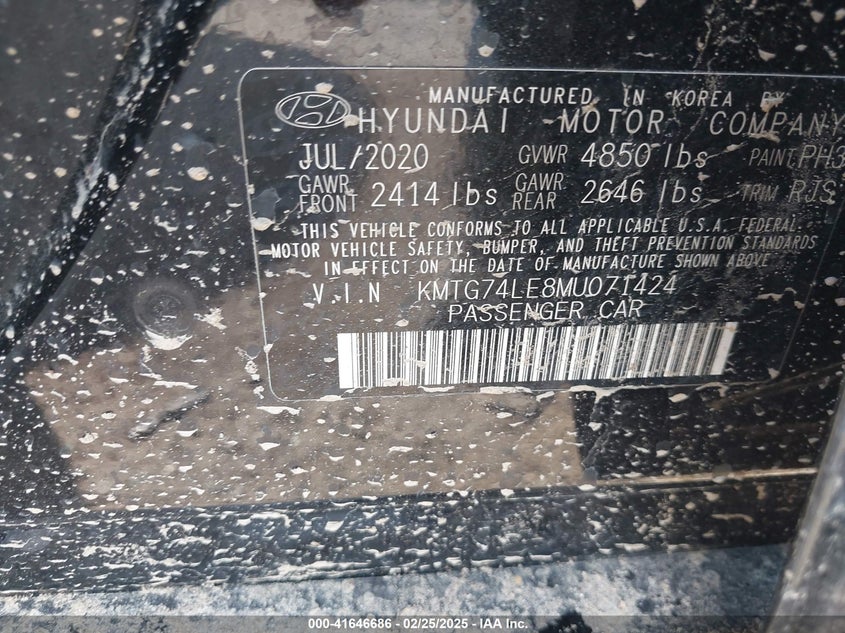 MANUFACTURED IN KOREA BY
HYUNDAI MOTOR COMPANY
JUL/2020 GVWR 4850 lbs PAINT PH3
GAWR FRONT 2414 lbs GAWR REAR 2646 lbs TRIM RJS
THIS VEHICLE CONFORMS TO ALL APPLICABLE U.S.A. FEDERAL
MOTOR VEHICLE SAFETY, BUMPER, AND THEFT PREVENTION STANDARDS
IN EFFECT ON THE DATE OF MANUFACTURE SHOWN ABOVE
V.I.N KMTG74LE8MU071424
PASSENGER CAR
000-41646686 - 02/25/2025 - IAA Inc.